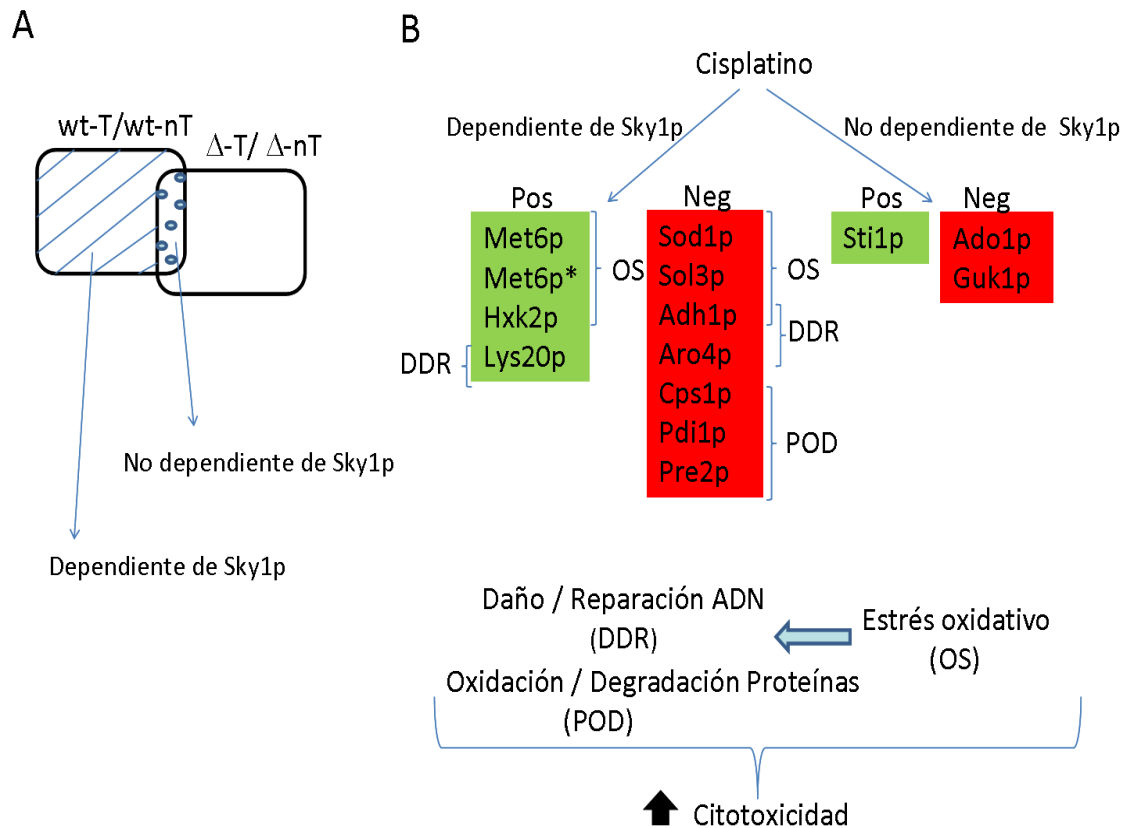 A
wt-T/wt-nT
Δ-T/ Δ-nT
No dependiente de Sky1p
Dependiente de Sky1p
B
Cisplatino
Dependiente de Sky1p
No dependiente de Sky1p
Pos
Met6p
Met6p*
Hxk2p
Lys20p
OS
DDR
Neg
Sod1p
Sol3p
Adh1p
Aro4p
Cps1p
Pdi1p
Pre2p
OS
DDR
POD
Pos
Sti1p
Neg
Ado1p
Guk1p
Daño / Reparación ADN
(DDR)
Estrés oxidativo
(OS)
Oxidación / Degradación Proteínas
(POD)
Citotoxicidad